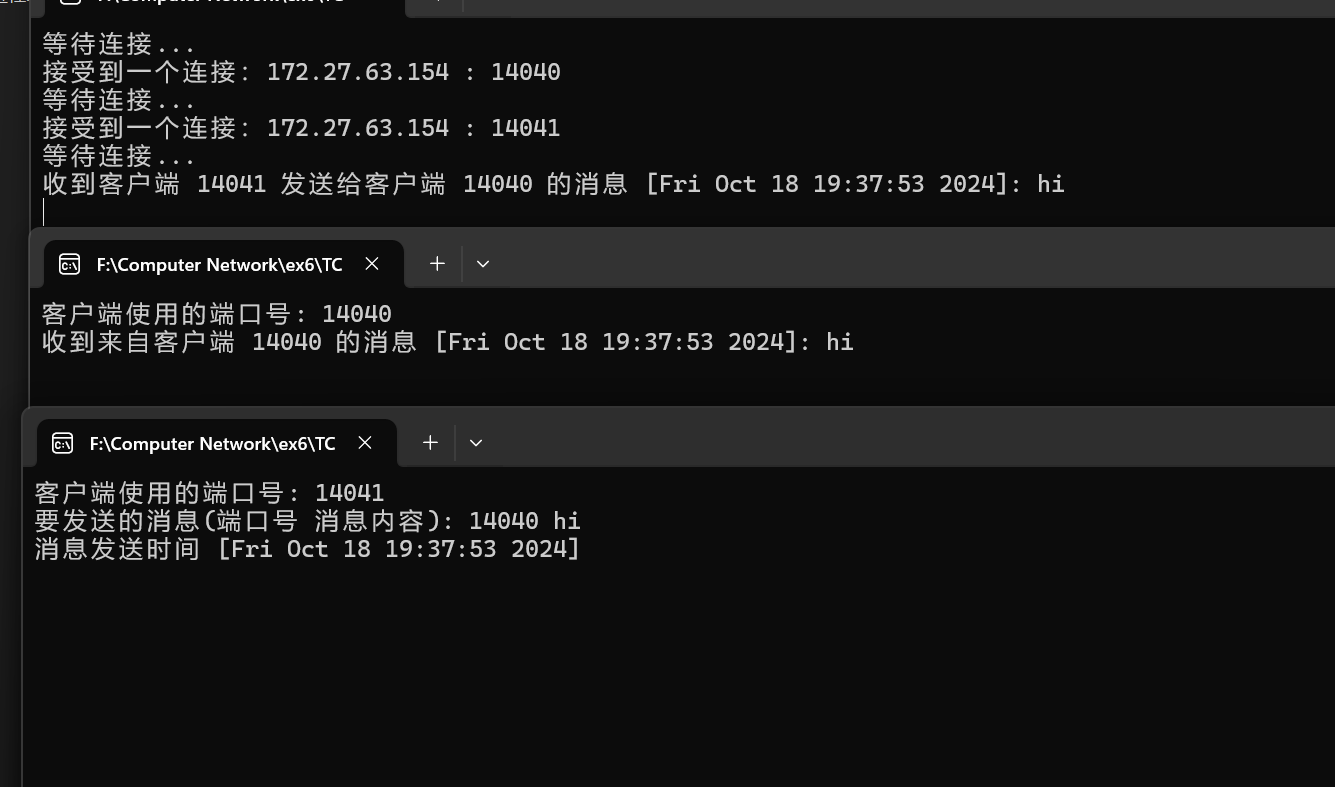 等待连接...
接受到一个连接: 172.27.63.154 : 14040
等待连接...
接受到一个连接: 172.27.63.154 : 14041
等待连接...
收到客户端 14041 发送给客户端 14040 的消息 [Fri Oct 18 19:37:53 2024]: hi
F:\Computer Network\ex6\TC
客户端使用的端口号: 14040
收到来自客户端 14040 的消息 [Fri Oct 18 19:37:53 2024]: hi
F:\Computer Network\ex6\TC
客户端使用的端口号: 14041
要发送的消息(端口号 消息内容): 14040 hi
消息发送时间 [Fri Oct 18 19:37:53 2024]